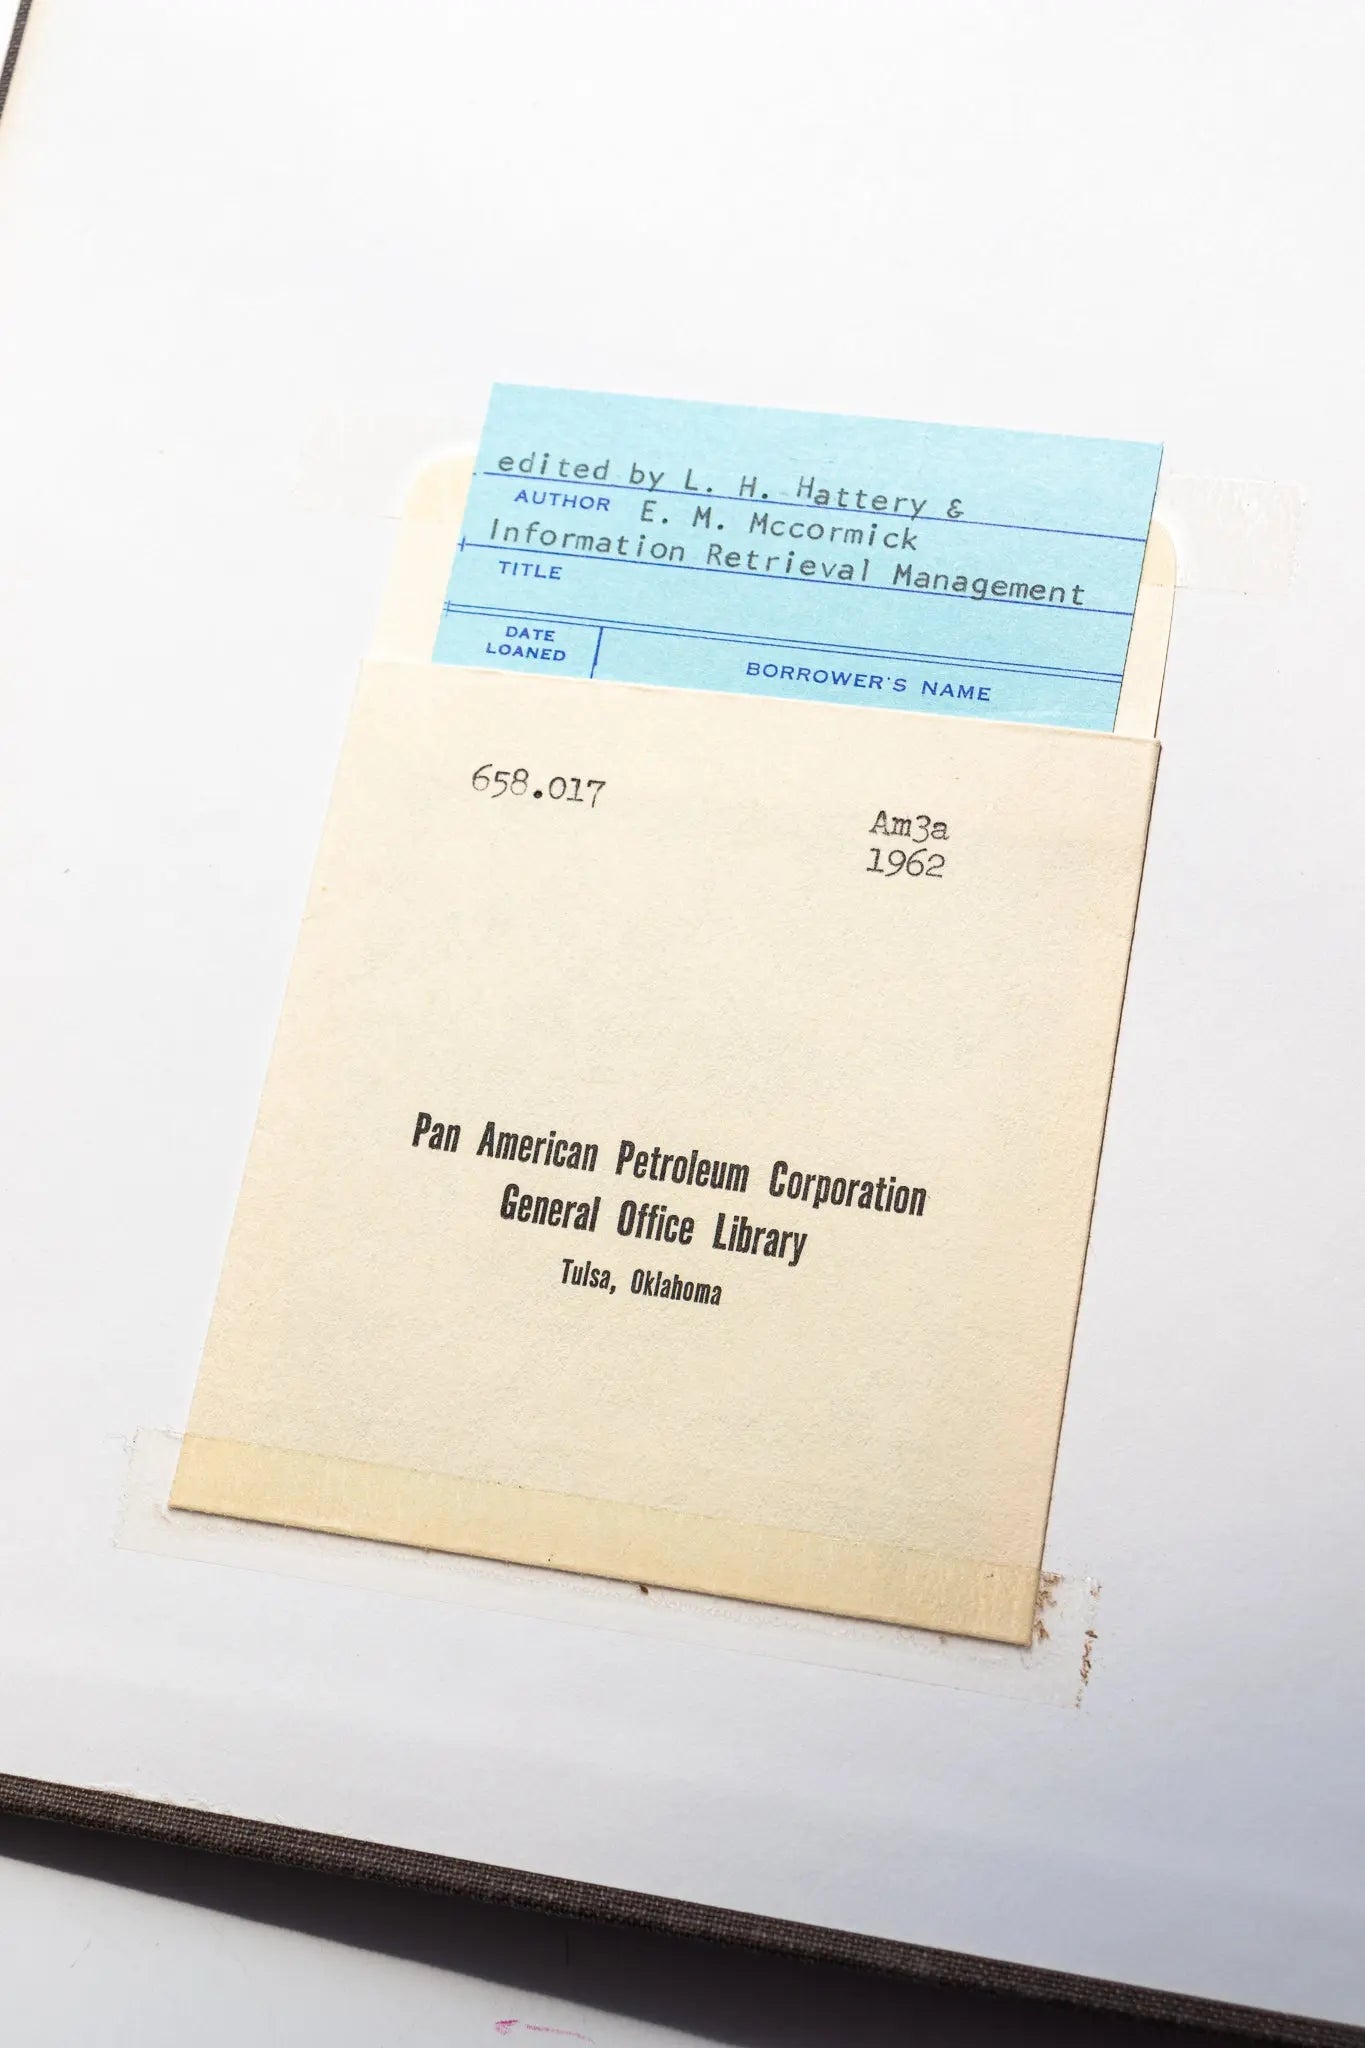 edited by L. H. Hattery &
AUTHOR E. M. Mccormick
Information Retrieval Management
TITLE
DATE
LOANED
BORROWER'S NAME
658.017
Am3a
1962
Pan American Petroleum Corporation
General Office Library
Tulsa, Oklahoma